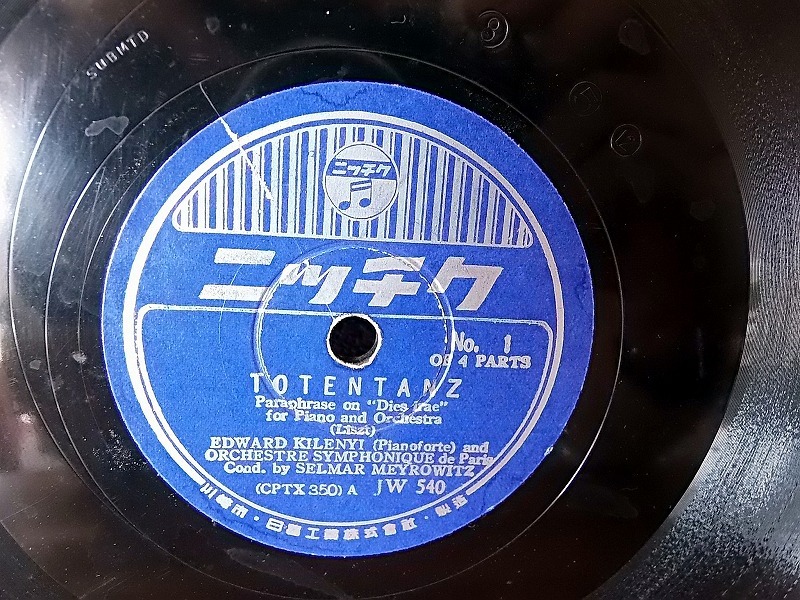 SUBMTD
8
ニッチク
ニッチク
No. 1
OF 4 PARTS
TOTENTANZ
Paraphrase on "Dies irae"
for Piano and Orchestra
(Liszt)
EDWARD KILENYI (Pianoforte) and
ORCHESTRE SYMPHONIQUE de Paris
Cond. by SELMAR MEYROWITZ
(CPTX 350) A JW 540
川崎市・日蓄工業株式會社・製造